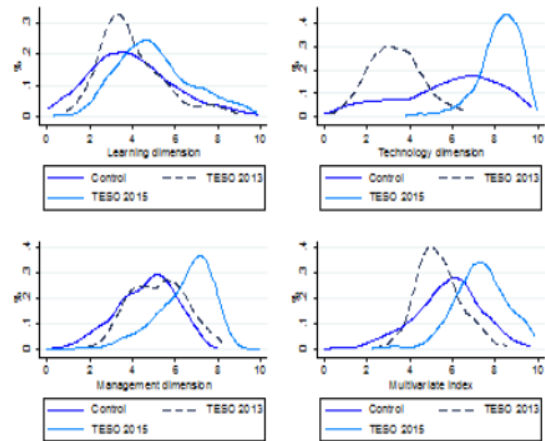 %
0 .1 .2 .3 .4
0 2 4 6 8 10
Learning dimension
Control TESO 2013
TESO 2015
%
0 .1 .2 .3 .4
0 2 4 6 8 10
Technology dimension
Control TESO 2013
TESO 2015
%
0 .1 .2 .3 .4
0 2 4 6 8 10
Management dimension
Control TESO 2013
TESO 2015
%
0 .1 .2 .3 .4
0 2 4 6 8 10
Multivariate index
Control TESO 2013
TESO 2015